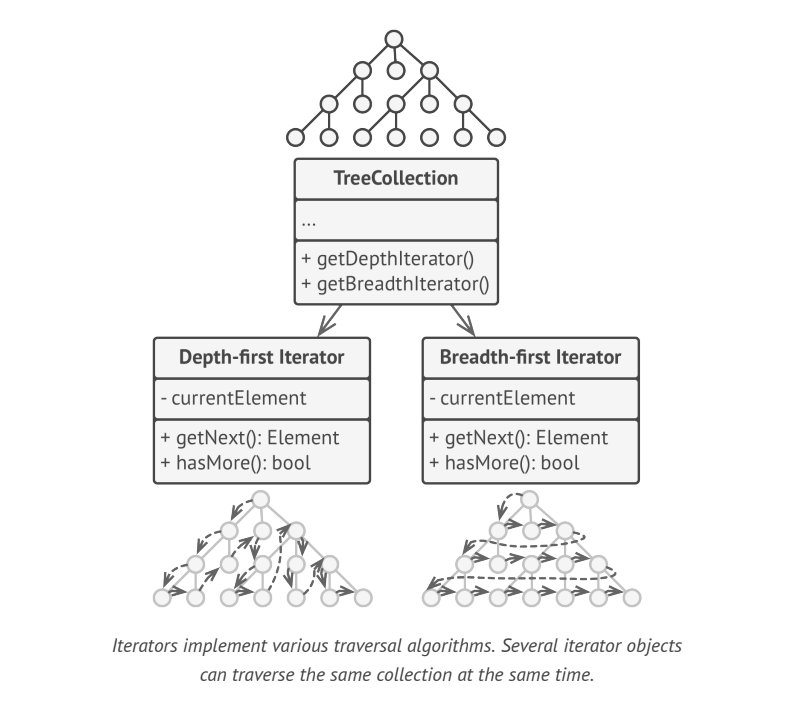 TreeCollection
...
+ getDepthIterator()
+ getBreadthIterator()
Depth-first Iterator
- currentElement
+ getNext(): Element
+ hasMore(): bool
Breadth-first Iterator
- currentElement
+ getNext(): Element
+ hasMore(): bool
Iterators implement various traversal algorithms. Several iterator objects
can traverse the same collection at the same time.